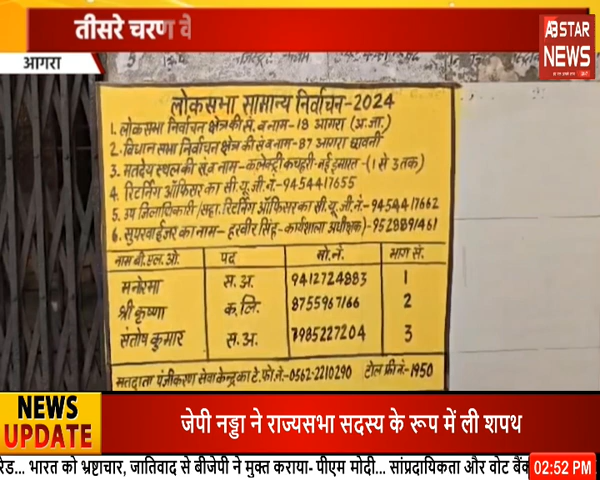 तीसरे चरण वे
आगरा
AB STAR
NEWS
लोकसभा सामान्य निर्वाचन-2024
1. लोकसभा निर्वाचन क्षेत्र की सं. व नाम-18 आगरा (अ.जा.)
2. विधान सभा निर्वाचन क्षेत्र की सं व नाम-87 आगरा छावनी
3. मतदेय स्थल की सं. व नाम-कलेक्ट्री कचहरी नई इमारत-(1 से 3 तक)
4. रिटर्निंग ऑफिसर का सी.यू.जी.नं-9454417655
5. उप जिलाधिकारी/सहा. रिटर्निंग ऑफिसर का सी.यू.जी.नं.-9454417662
6. सुपरवाईजर का नाम-हरवीर सिंह-कार्यशाला अधीक्षक)-9528891461
नाम बी.एल.ओ. पद मो.नं. भाग सं.
मनोरमा स.अ. 9412724883 1
श्री कृष्णा क.लि. 8755967166 2
संतोष कुमार स.अ. 7985227204 3
मतदाता पंजीकरण सेवा केन्द्र का टे.फो.नं-0562-2210290 टोल फ्री नं-1950
NEWS
UPDATE
जेपी नड्डा ने राज्यसभा सदस्य के रूप में ली शपथ
रेड... भारत को भ्रष्टाचार, जातिवाद से बीजेपी ने मुक्त कराया- पीएम मोदी... सांप्रदायिकता और वोट बैंक
02:52 PM